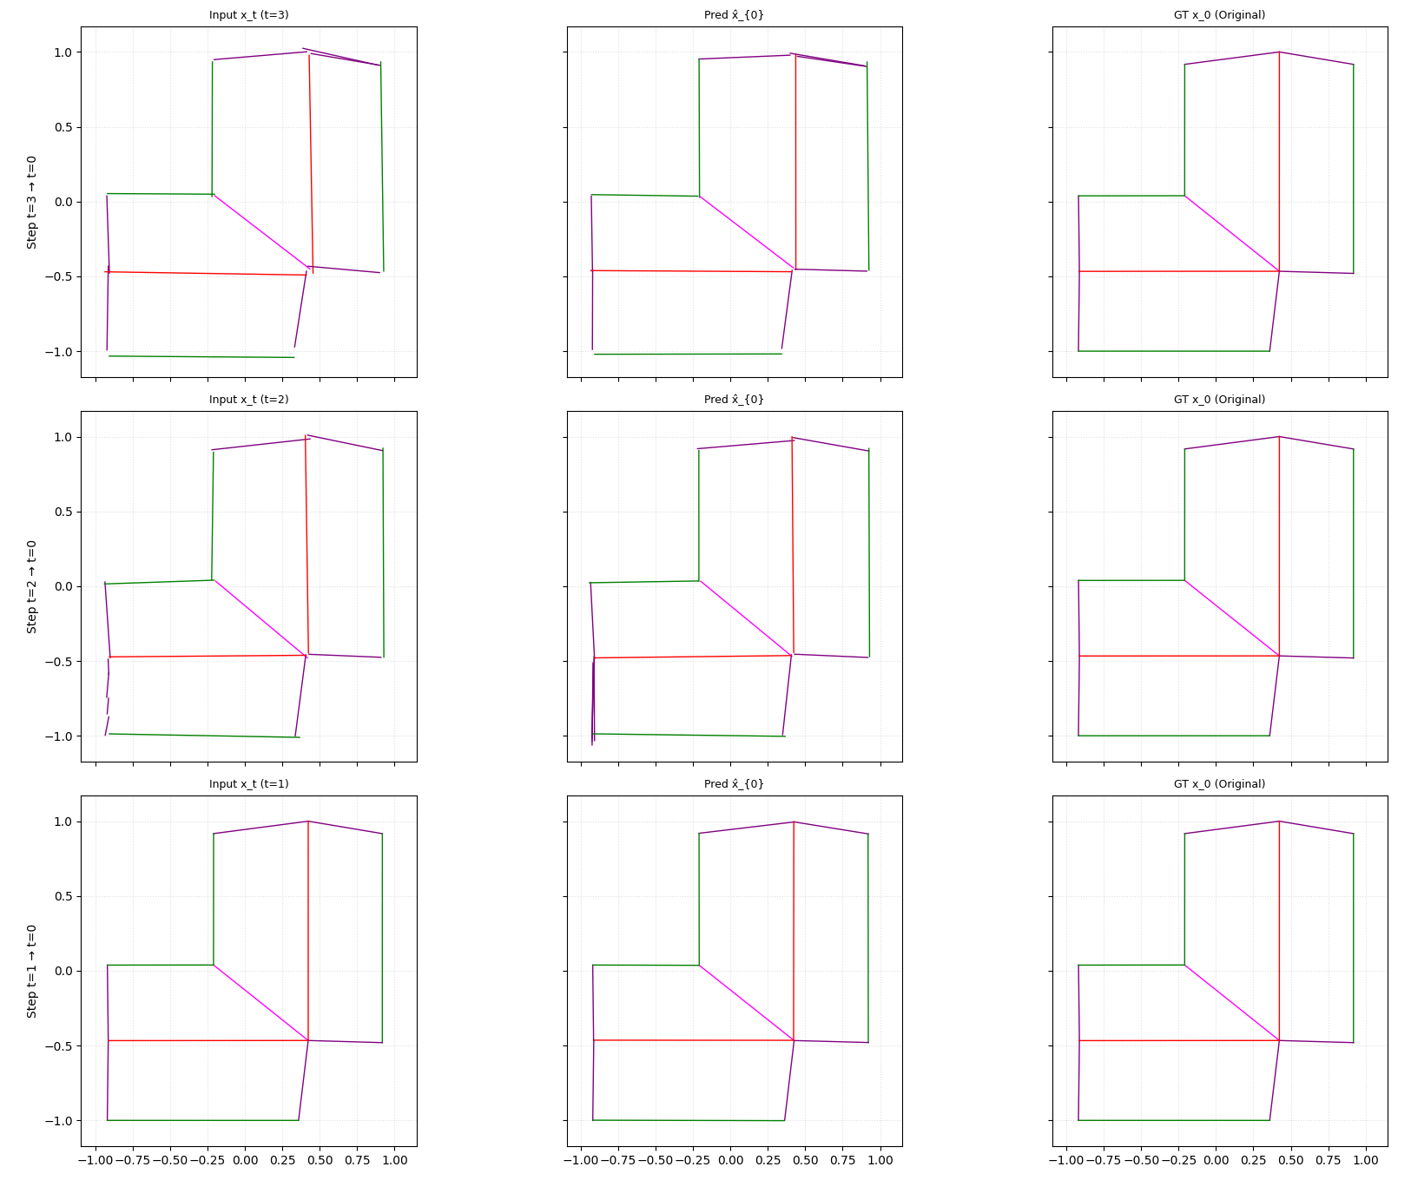 Input x_t (t=3)
Pred x̂_{0}
GT x_0 (Original)
1.0
0.5
0.0
−0.5
−1.0
Step t=3 → t=0
Input x_t (t=2)
Pred x̂_{0}
GT x_0 (Original)
1.0
0.5
0.0
−0.5
−1.0
Step t=2 → t=0
Input x_t (t=1)
Pred x̂_{0}
GT x_0 (Original)
1.0
0.5
0.0
−0.5
−1.0
Step t=1 → t=0
−1.00 −0.75 −0.50 −0.25 0.00 0.25 0.50 0.75 1.00
−1.00 −0.75 −0.50 −0.25 0.00 0.25 0.50 0.75 1.00
−1.00 −0.75 −0.50 −0.25 0.00 0.25 0.50 0.75 1.00